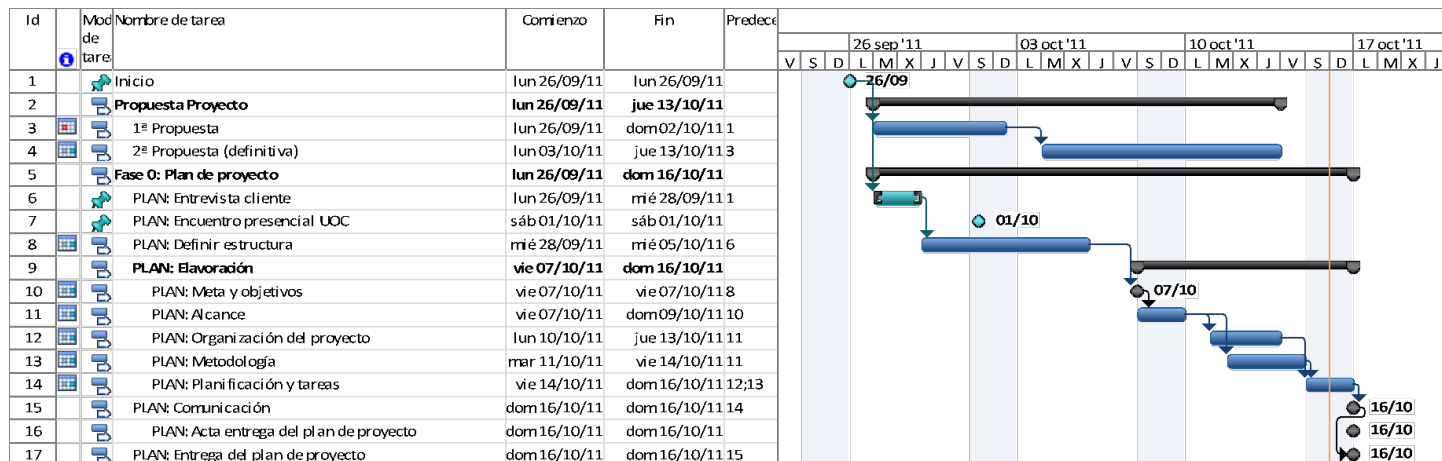 Id Mod de tarea Nombre de tarea Comienzo Fin Predece
26 sep '11 03 oct '11 10 oct '11 17 oct '11
V S D L M X J V S D L M X J V S D L M X J V S D L M X J
1 Inicio lun 26/09/11 lun 26/09/11 26/09
2 Propuesta Proyecto lun 26/09/11 jue 13/10/11
3 1ª Propuesta lun 26/09/11 dom 02/10/11 1
4 2ª Propuesta (definitiva) lun 03/10/11 jue 13/10/11 3
5 Fase 0: Plan de proyecto lun 26/09/11 dom 16/10/11
6 PLAN: Entrevista cliente lun 26/09/11 mié 28/09/11 1
7 PLAN: Encuentro presencial UOC sáb 01/10/11 sáb 01/10/11 01/10
8 PLAN: Definir estructura mié 28/09/11 mié 05/10/11 6
9 PLAN: Elavoración vie 07/10/11 dom 16/10/11
10 PLAN: Meta y objetivos vie 07/10/11 vie 07/10/11 8 07/10
11 PLAN: Alcance vie 07/10/11 dom 09/10/11 10
12 PLAN: Organización del proyecto lun 10/10/11 jue 13/10/11 11
13 PLAN: Metodología mar 11/10/11 vie 14/10/11 11
14 PLAN: Planificación y tareas vie 14/10/11 dom 16/10/11 12;13
15 PLAN: Comunicación dom 16/10/11 dom 16/10/11 14 16/10
16 PLAN: Acta entrega del plan de proyecto dom 16/10/11 dom 16/10/11 16/10
17 PLAN: Entrega del plan de proyecto dom 16/10/11 dom 16/10/11 15 16/10